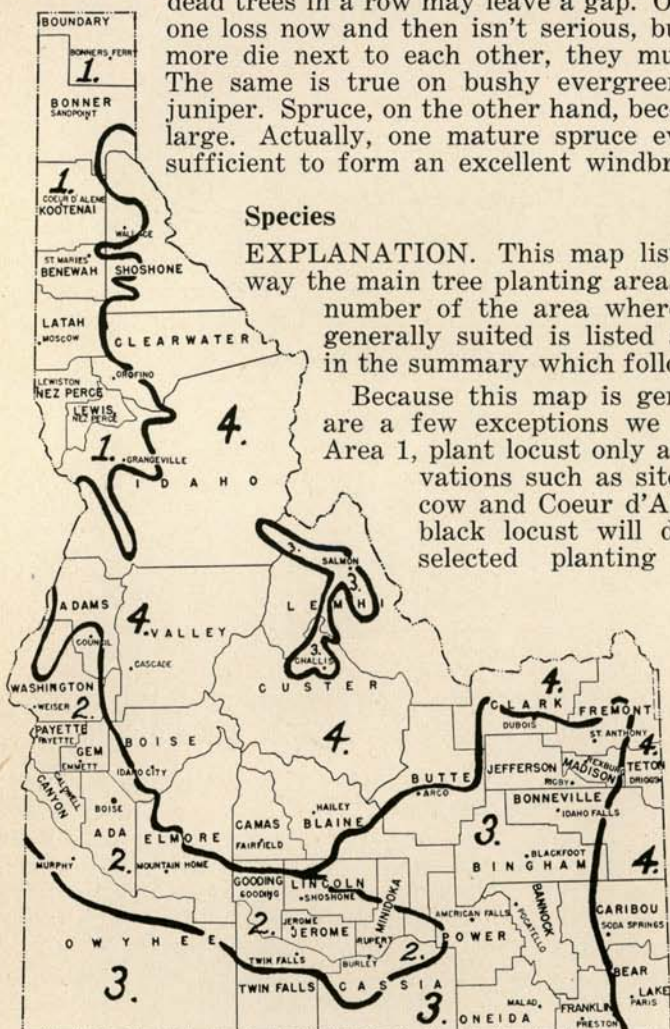 dead trees in a row may leave a gap. O
one loss now and then isn't serious, bu
more die next to each other, they mu
The same is true on bushy evergreen
juniper. Spruce, on the other hand, bec
large. Actually, one mature spruce ev
sufficient to form an excellent windbr
Species
EXPLANATION. This map list
way the main tree planting area
number of the area wher
generally suited is listed
in the summary which follo
Because this map is gen
are a few exceptions we
Area 1, plant locust only a
vations such as site
cow and Coeur d'A
black locust will d
selected planting
BOUNDARY
BONNERS FERRY
1.
BONNER
SANDPOINT
1.
COEUR D'ALENE
KOOTENAI
WALLACE
ST MARIES
BENEWAH
SHOSHONE
LATAH
MOSCOW
CLEARWATER
OROFINO
LEWISTON
NEZ PERCE
LEWIS
NEZ PERCE
4.
1.
GRANGEVILLE
IDAHO
3.
SALMON
3.
LEMHI
3.
CHALLIS
ADAMS
4.
VALLEY
COUNCIL
CASCADE
CUSTER
WASHINGTON
WEISER
2.
4.
CLARK
FREMONT
DUBOIS
ST. ANTHONY
PAYETTE
PAYETTE
GEM
EMMETT
BOISE
IDAHO CITY
4.
BUTTE
ARCO
JEFFERSON
RIGBY
MADISON
REXBURG
4.
TETON
DRIGGS
CANYON
CALDWELL
BOISE
ADA
ELMORE
2.
MOUNTAIN HOME
CAMAS
FAIRFIELD
HAILEY
BLAINE
BONNEVILLE
IDAHO FALLS
3.
BLACKFOOT
BINGHAM
4.
MURPHY
GOODING
GOODING
LINCOLN
SHOSHONE
MINIDOKA
2.
JEROME
JEROME
RUPERT
2.
BURLEY
AMERICAN FALLS
POWER
BANNOCK
POCATELLO
CARIBOU
SODA SPRINGS
OWYHEE
TWIN FALLS
TWIN FALLS
CASSIA
BEAR
LAKE
PARIS
3.
3.
ONEIDA
MALAD
FRANKLIN
PRESTON